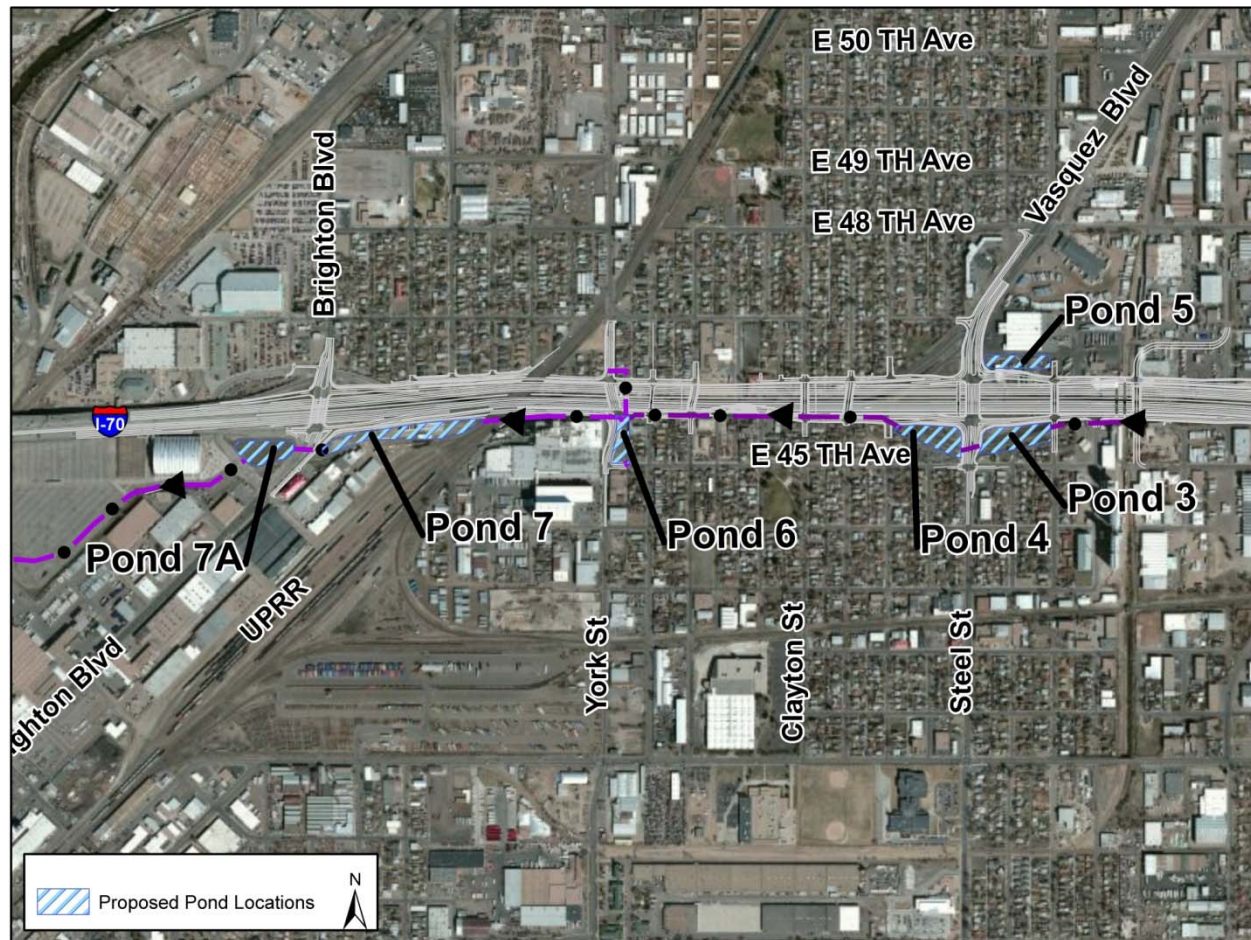 E 50 TH Ave
Vasquez Blvd
E 49 TH Ave
Brighton Blvd
E 48 TH Ave
Pond 5
I-70
E 45 TH Ave
Pond 3
Pond 7
Pond 6
Pond 4
Pond 7A
UPRR
York St
Clayton St
Steel St
ighton Blvd
Proposed Pond Locations
N